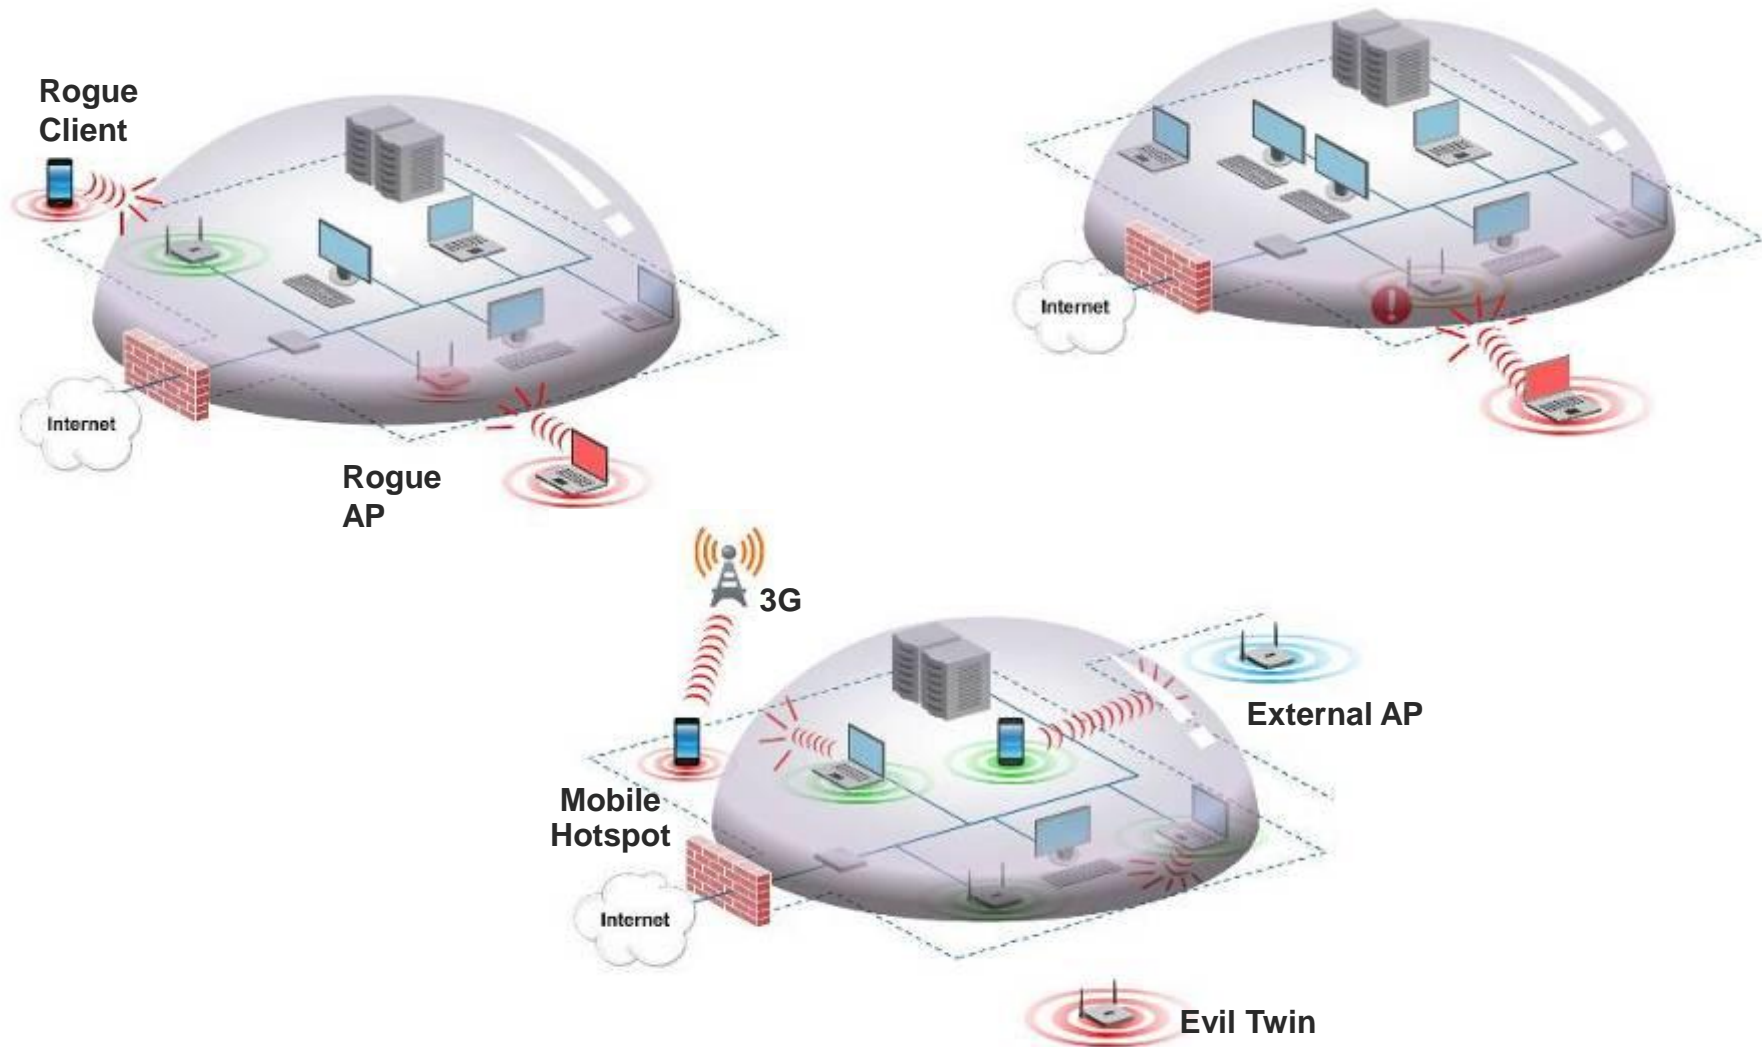 Rogue
Client
Internet
Rogue
AP
Internet
!
3G
External AP
Mobile
Hotspot
Internet
Evil Twin